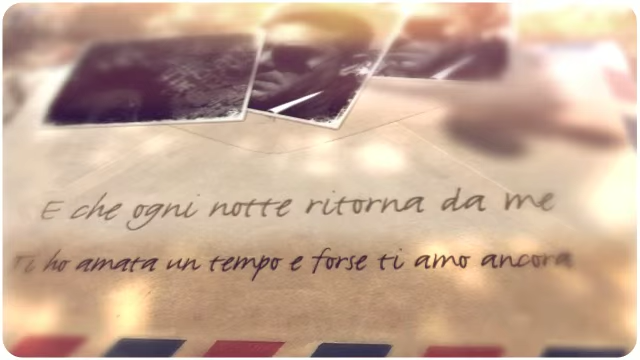 E che ogni notte ritorna da me
Ti ho amata un tempo e forse ti amo ancora